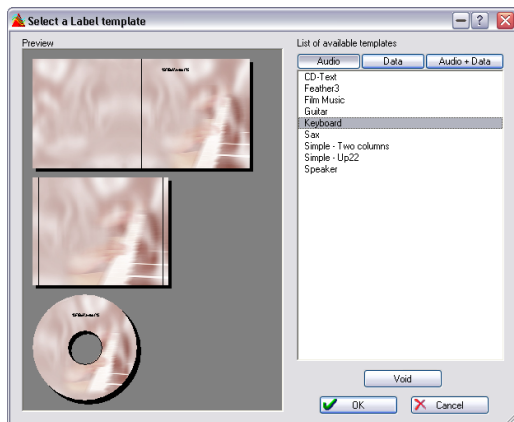 Select a Label template
Preview
List of available templates
Audio
Data
Audio + Data
CD-Text
Feather3
Film Music
Guitar
Keyboard
Sax
Simple - Two columns
Simple - Up22
Speaker
Void
OK
Cancel